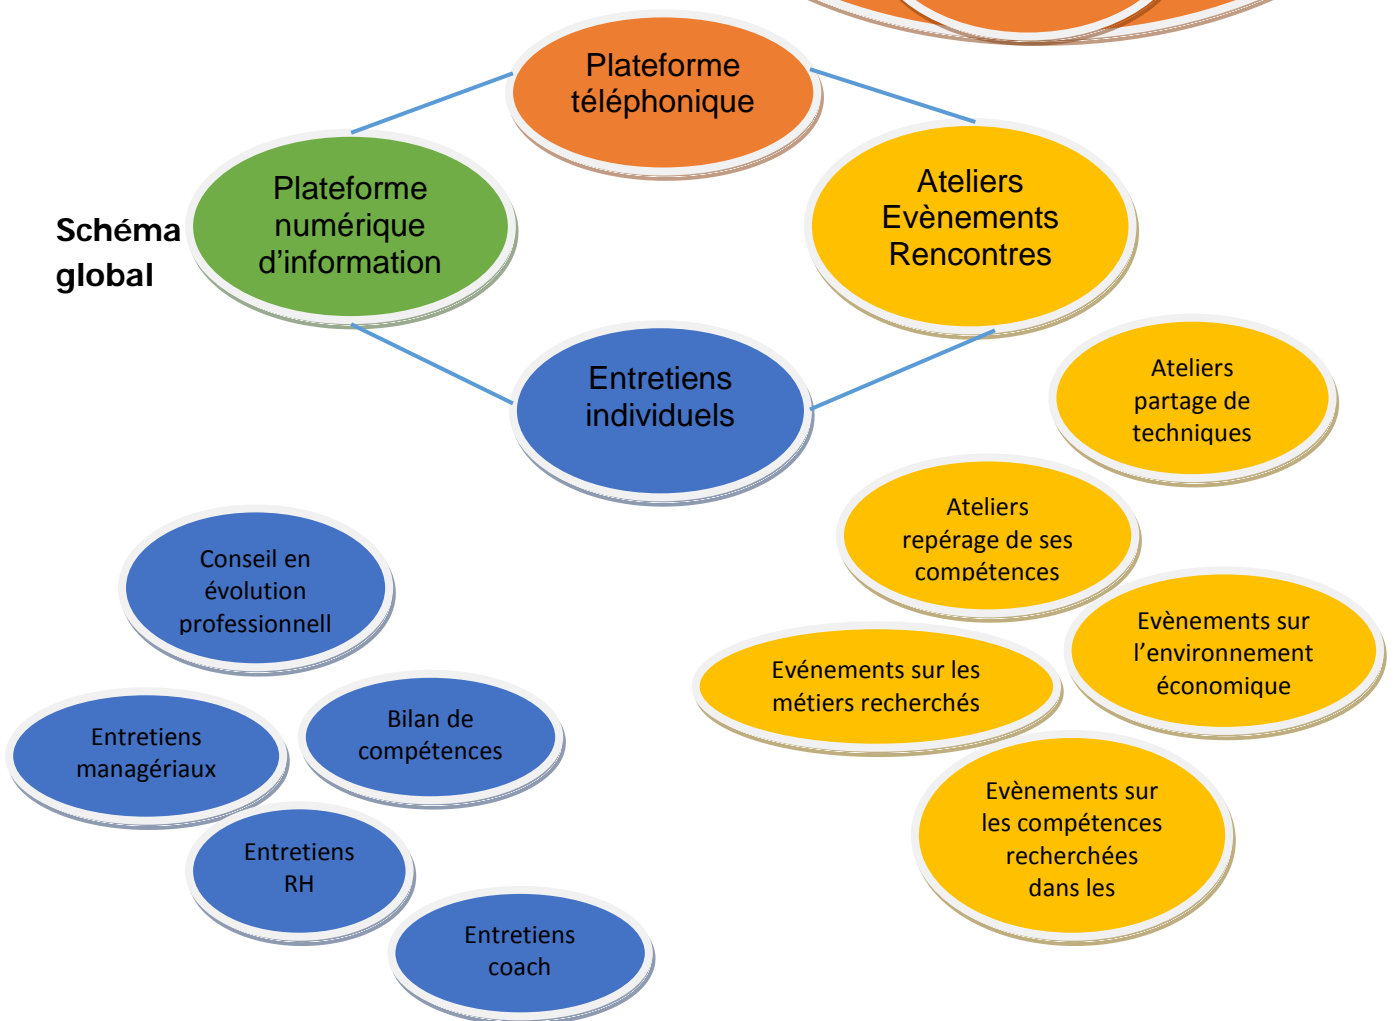 Plateforme
téléphonique
Plateforme
numérique
d’information
Ateliers
Evènements
Rencontres
Schéma
global
Entretiens
individuels
Ateliers
partage de
techniques
Ateliers
repérage de ses
compétences
Conseil en
évolution
professionnell
Evènements sur
l’environnement
économique
Evénements sur les
métiers recherchés
Bilan de
compétences
Entretiens
managériaux
Evènements sur
les compétences
recherchées
dans les
Entretiens
RH
Entretiens
coach